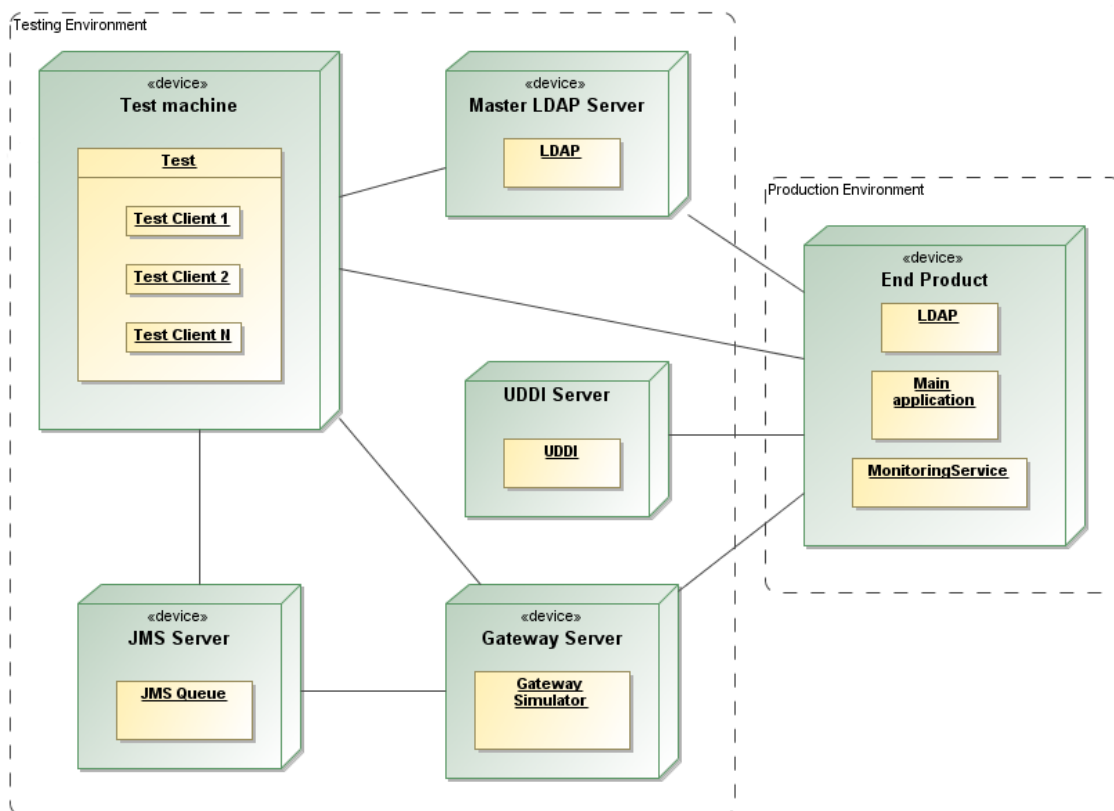 Testing Environment
«device»
Test machine
Test
Test Client 1
Test Client 2
Test Client N
«device»
Master LDAP Server
LDAP
Production Environment
«device»
End Product
LDAP
Main
application
MonitoringService
UDDI Server
UDDI
«device»
JMS Server
JMS Queue
«device»
Gateway Server
Gateway
Simulator